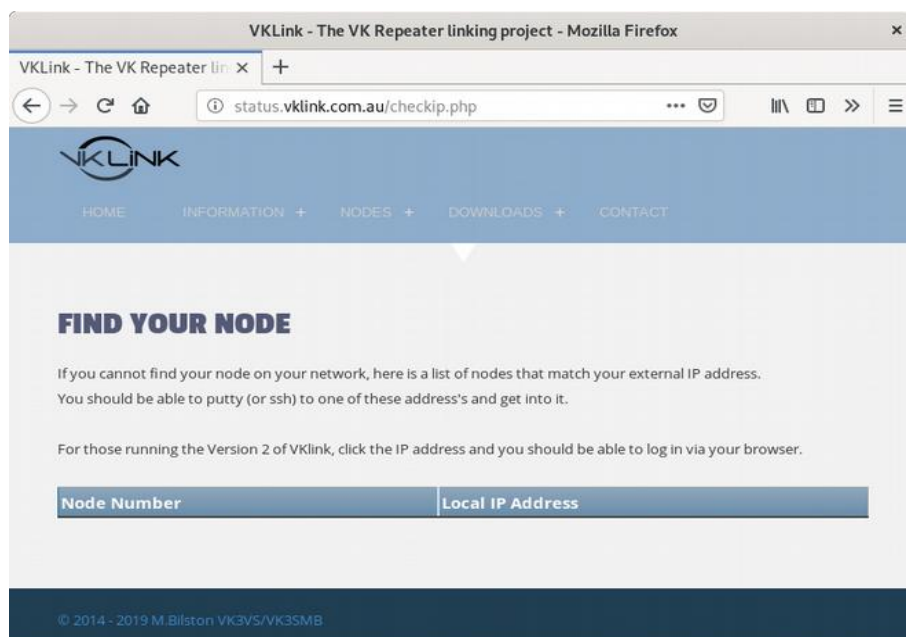 VKLink - The VK Repeater linking project - Mozilla Firefox
VKLink - The VK Repeater lin
status.vklink.com.au/checkip.php
VKLiNK
HOME INFORMATION + NODES + DOWNLOADS + CONTACT
FIND YOUR NODE
If you cannot find your node on your network, here is a list of nodes that match your external IP address.
You should be able to putty (or ssh) to one of these address's and get into it.
For those running the Version 2 of VKlink, click the IP address and you should be able to log in via your browser.
Node Number Local IP Address
© 2014 - 2019 M.Bilston VK3VS/VK3SMB